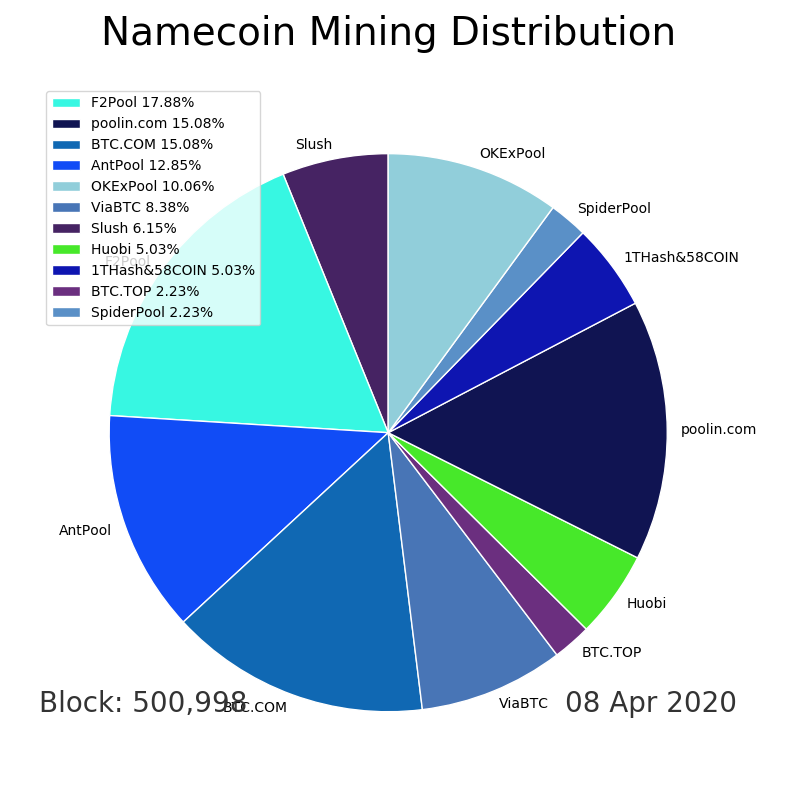 Namecoin Mining Distribution
F2Pool 17.88%
poolin.com 15.08%
BTC.COM 15.08%
AntPool 12.85%
OKExPool 10.06%
ViaBTC 8.38%
Slush 6.15%
Huobi 5.03%
1THash&58COIN 5.03%
BTC.TOP 2.23%
SpiderPool 2.23%
Slush
OKExPool
SpiderPool
1THash&58COIN
F2Pool
poolin.com
AntPool
Huobi
BTC.TOP
ViaBTC
BTC.COM
Block: 500,998
08 Apr 2020